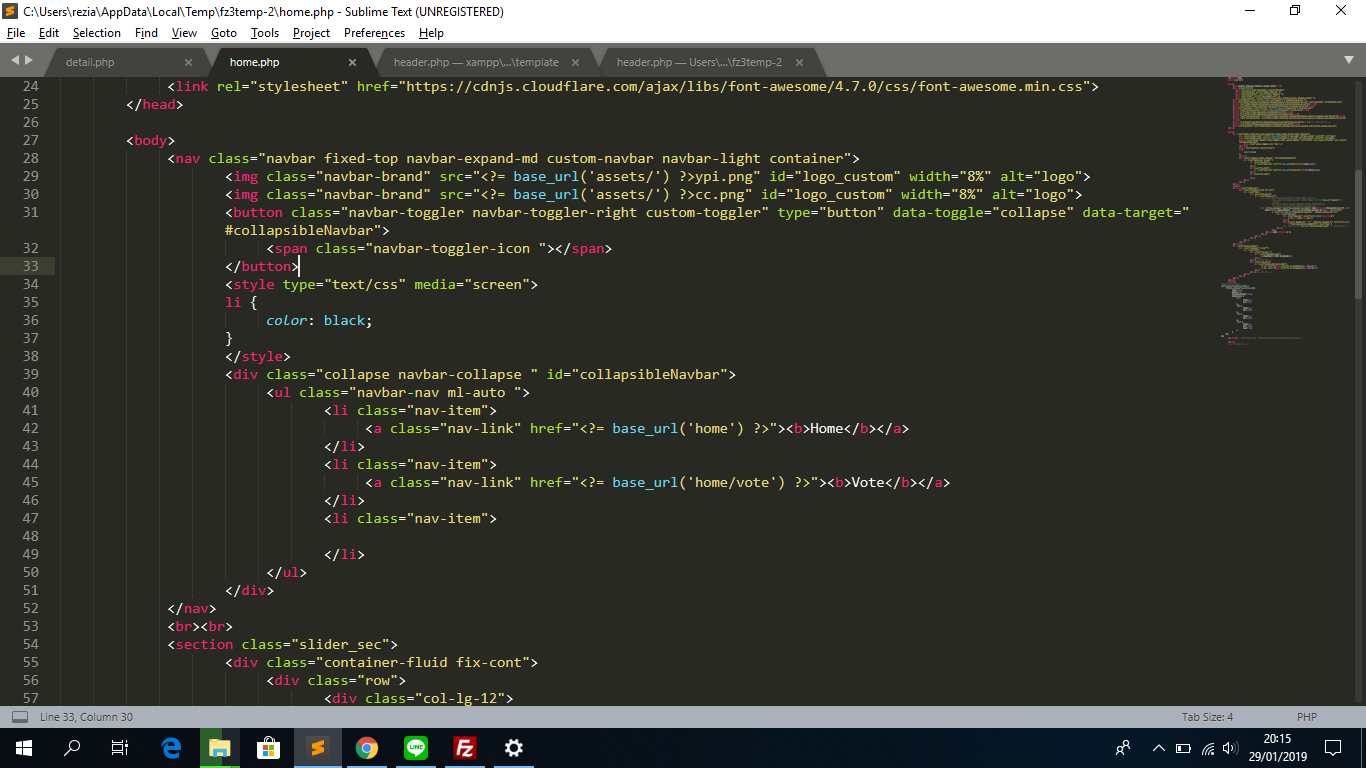 C:\Users\rezia\AppData\Local\Temp\fz3temp-2\home.php - Sublime Text (UNREGISTERED)
File Edit Selection Find View Goto Tools Project Preferences Help
detail.php × home.php × header.php — xampp\...\template × header.php — Users\...\fz3temp-2 ×
24 <link rel="stylesheet" href="https://cdnjs.cloudflare.com/ajax/libs/font-awesome/4.7.0/css/font-awesome.min.css">
25 </head>
26
27 <body>
28 <nav class="navbar fixed-top navbar-expand-md custom-navbar navbar-light container">
29 <img class="navbar-brand" src="<?= base_url('assets/') ?>ypi.png" id="logo_custom" width="8%" alt="logo">
30 <img class="navbar-brand" src="<?= base_url('assets/') ?>cc.png" id="logo_custom" width="8%" alt="logo">
31 <button class="navbar-toggler navbar-toggler-right custom-toggler" type="button" data-toggle="collapse" data-target="
#collapsibleNavbar">
32 <span class="navbar-toggler-icon "></span>
33 </button>
34 <style type="text/css" media="screen">
35 li {
36 color: black;
37 }
38 </style>
39 <div class="collapse navbar-collapse " id="collapsibleNavbar">
40 <ul class="navbar-nav ml-auto ">
41 <li class="nav-item">
42 <a class="nav-link" href="<?= base_url('home') ?>"><b>Home</b></a>
43 </li>
44 <li class="nav-item">
45 <a class="nav-link" href="<?= base_url('home/vote') ?>"><b>Vote</b></a>
46 </li>
47 <li class="nav-item">
48
49 </li>
50 </ul>
51 </div>
52 </nav>
53 <br><br>
54 <section class="slider_sec">
55 <div class="container-fluid fix-cont">
56 <div class="row">
57 <div class="col-lg-12">
Line 33, Column 30 Tab Size: 4 PHP
LINE
20:15
29/01/2019